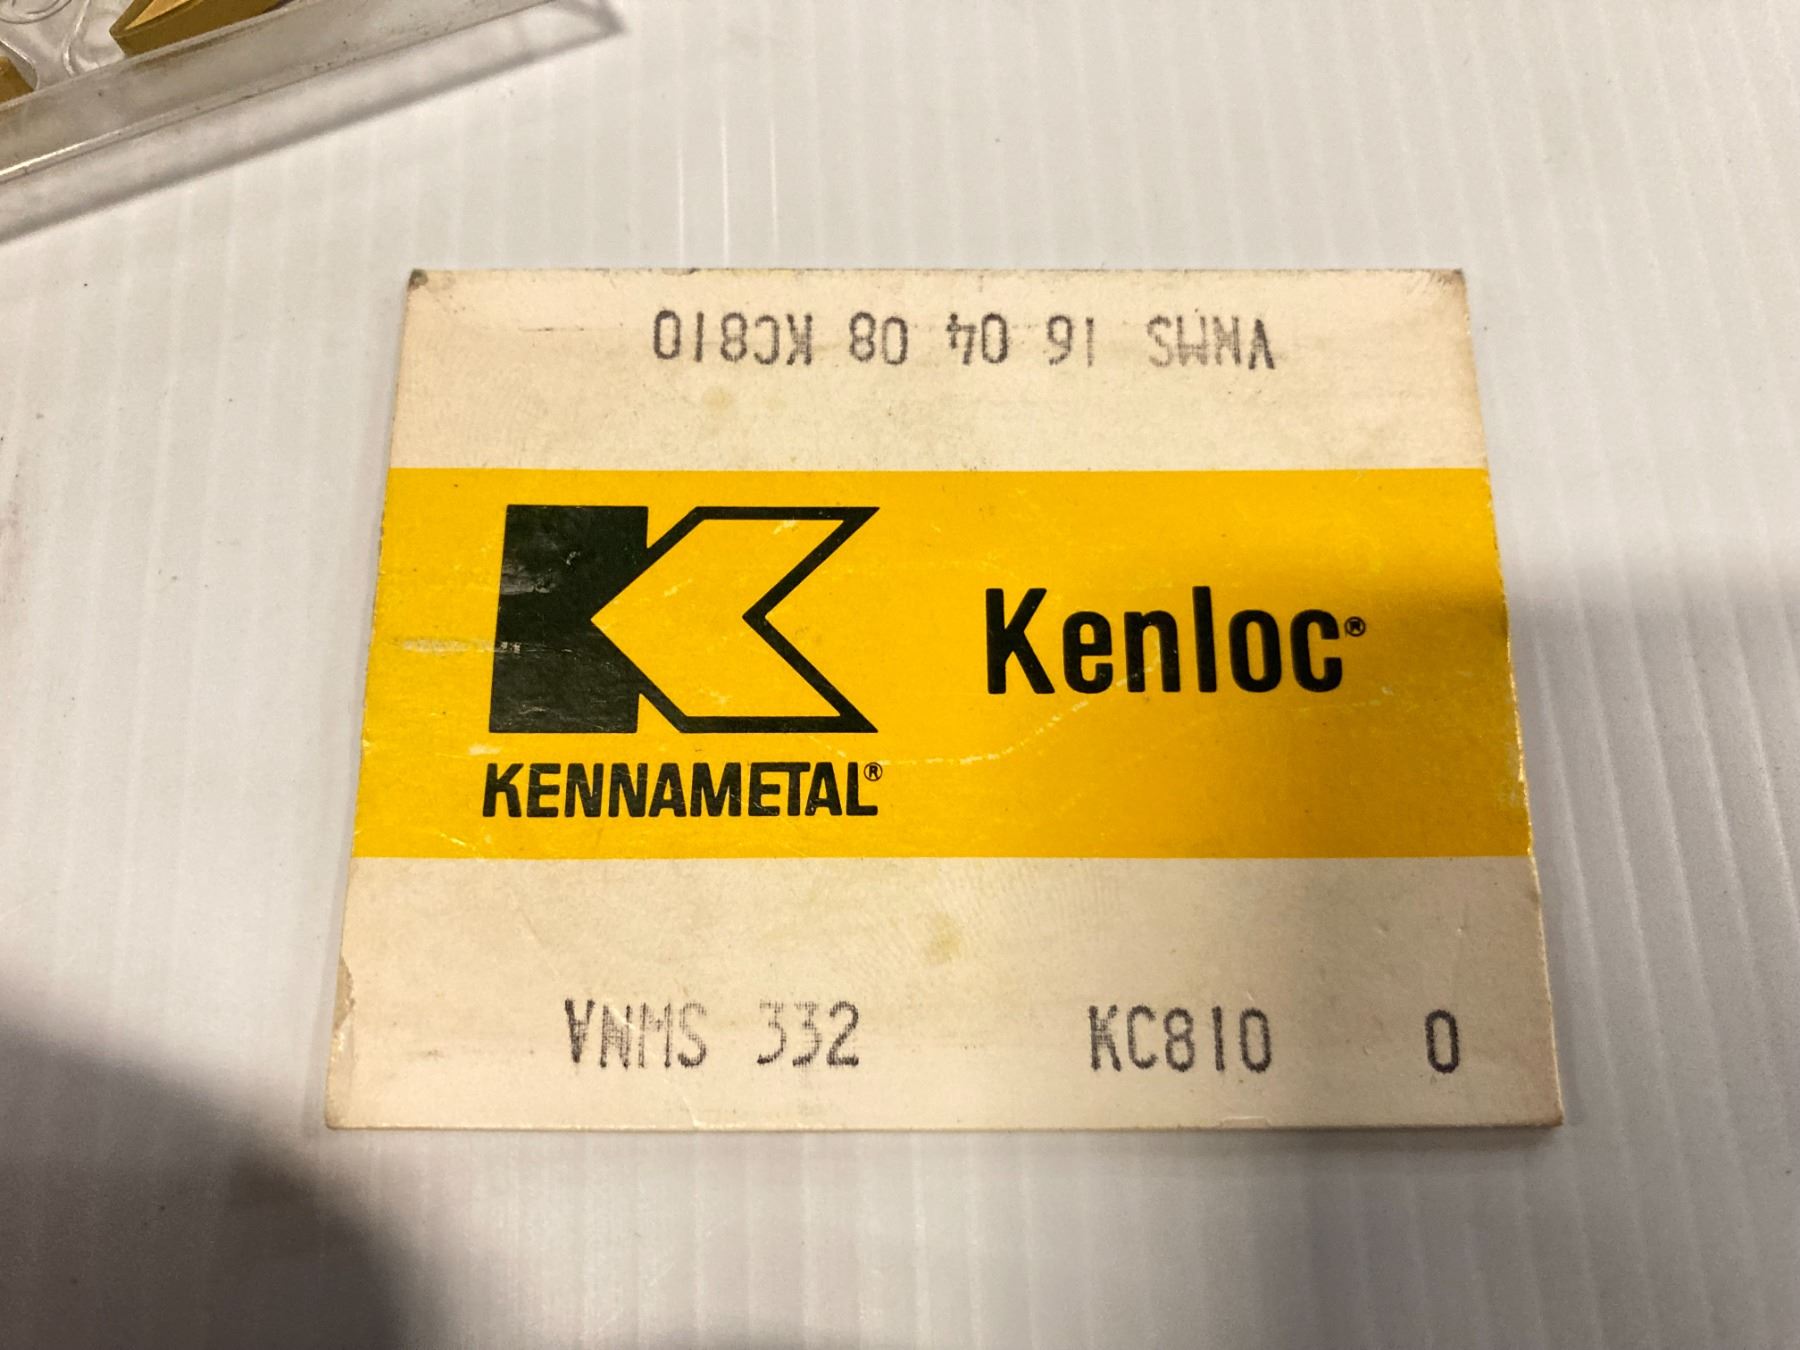 VNMS 16 04 08 KC810
Kenloc®
KENNAMETAL®
VNMS 332 KC810 0